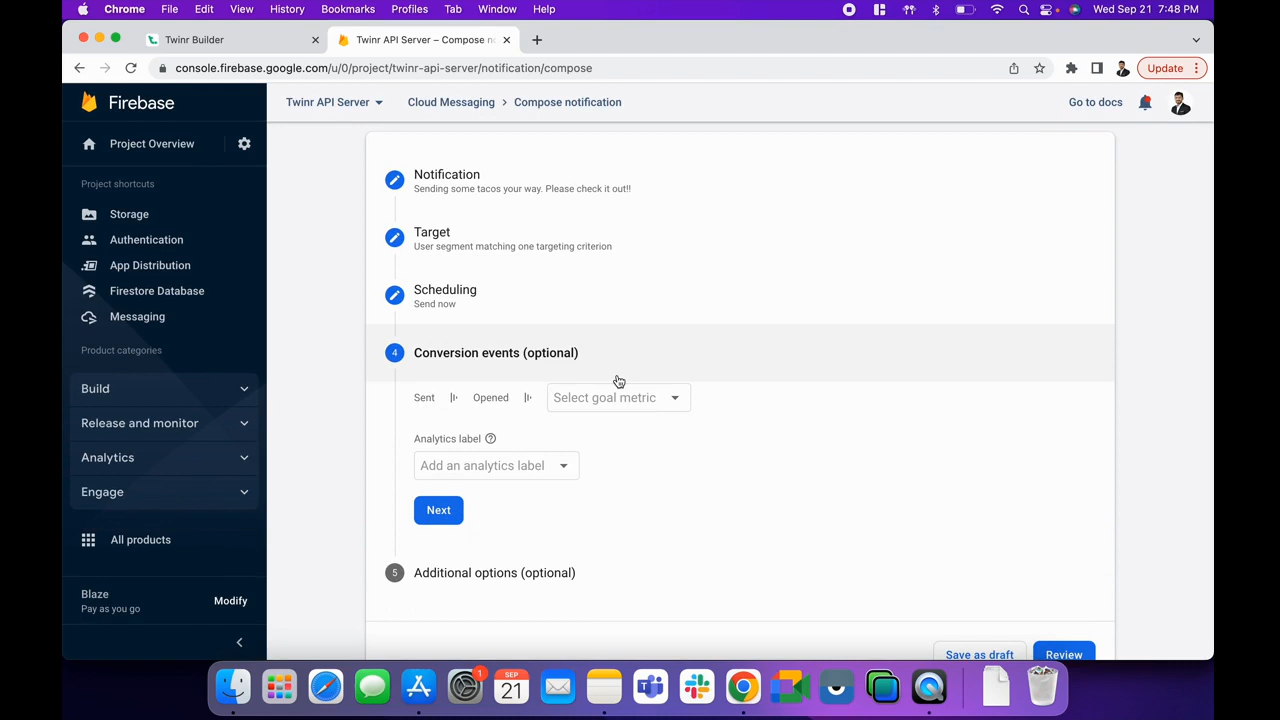 Chrome File Edit View History Bookmarks Profiles Tab Window Help Wed Sep 21 7:48 PM
Twinr Builder Twinr API Server – Compose no
console.firebase.google.com/u/0/project/twinr-api-server/notification/compose Update
Firebase Twinr API Server Cloud Messaging > Compose notification Go to docs
Project Overview
Project shortcuts
Storage
Authentication
App Distribution
Firestore Database
Messaging
Product categories
Build
Release and monitor
Analytics
Engage
All products
Blaze
Pay as you go
Modify
Notification
Sending some tacos your way. Please check it out!!
Target
User segment matching one targeting criterion
Scheduling
Send now
4 Conversion events (optional)
Sent Opened Select goal metric
Analytics label
Add an analytics label
Next
5 Additional options (optional)
Save as draft Review
1
SEP
21